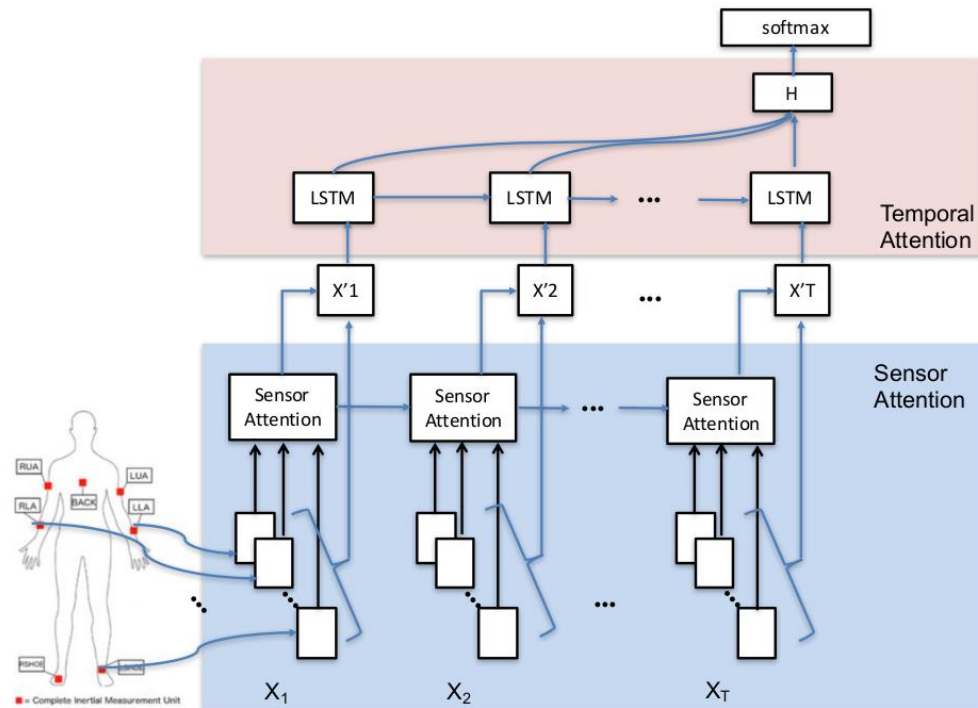 softmax
H
LSTM
LSTM
...
LSTM
Temporal
Attention
X'1
X'2
...
X'T
Sensor
Attention
Sensor
Attention
Sensor
Attention
...
Sensor
Attention
RUA
LUA
BACK
RLA
LLA
...
...
RSHOE
X₁
X₂
X_T
= Complete Inertial Measurement Unit